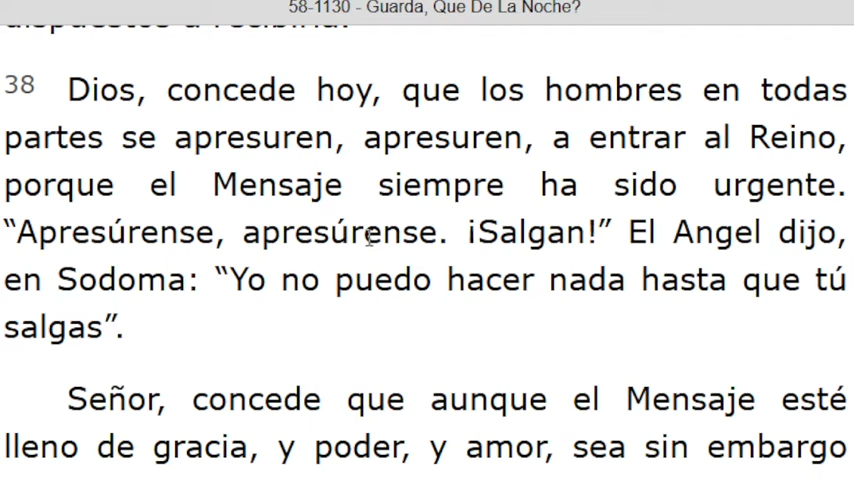 58-1130 - Guarda, Que De La Noche?
dispuestos a recibirla.
38 Dios, concede hoy, que los hombres en todas
partes se apresuren, apresuren, a entrar al Reino,
porque el Mensaje siempre ha sido urgente.
“Apresúrense, apresúrense. ¡Salgan!” El Angel dijo,
en Sodoma: “Yo no puedo hacer nada hasta que tú
salgas”.
Señor, concede que aunque el Mensaje esté
lleno de gracia, y poder, y amor, sea sin embargo